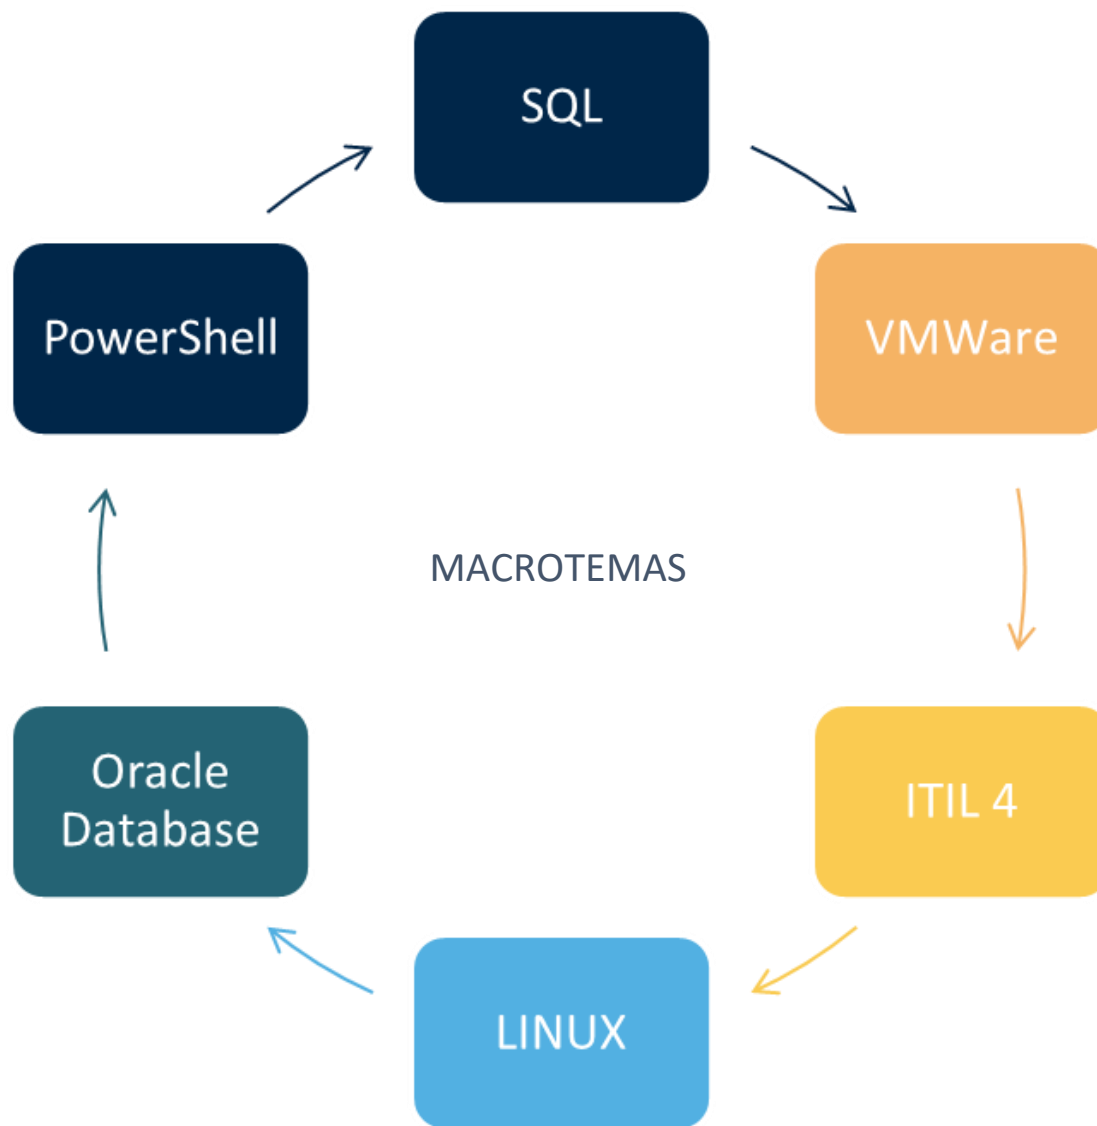 SQL
PowerShell
VMWare
MACROTEMAS
Oracle
Database
ITIL 4
LINUX